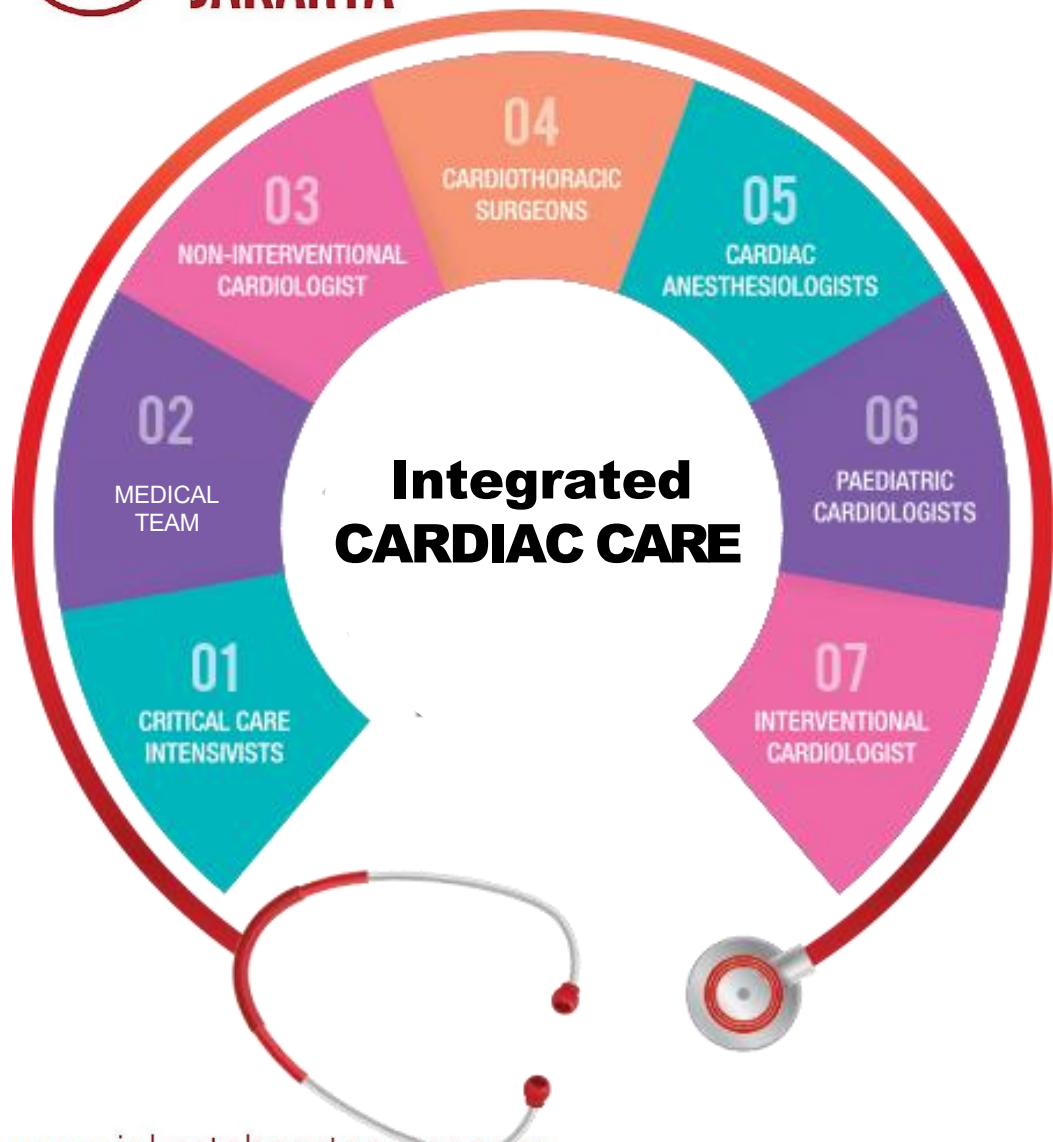 JAKARTA
04
CARDIOTHORACIC
SURGEONS
03
NON-INTERVENTIONAL
CARDIOLOGIST
05
CARDIAC
ANESTHESIOLOGISTS
02
MEDICAL
TEAM
Integrated
CARDIAC CARE
06
PAEDIATRIC
CARDIOLOGISTS
01
CRITICAL CARE
INTENSIVISTS
07
INTERVENTIONAL
CARDIOLOGIST